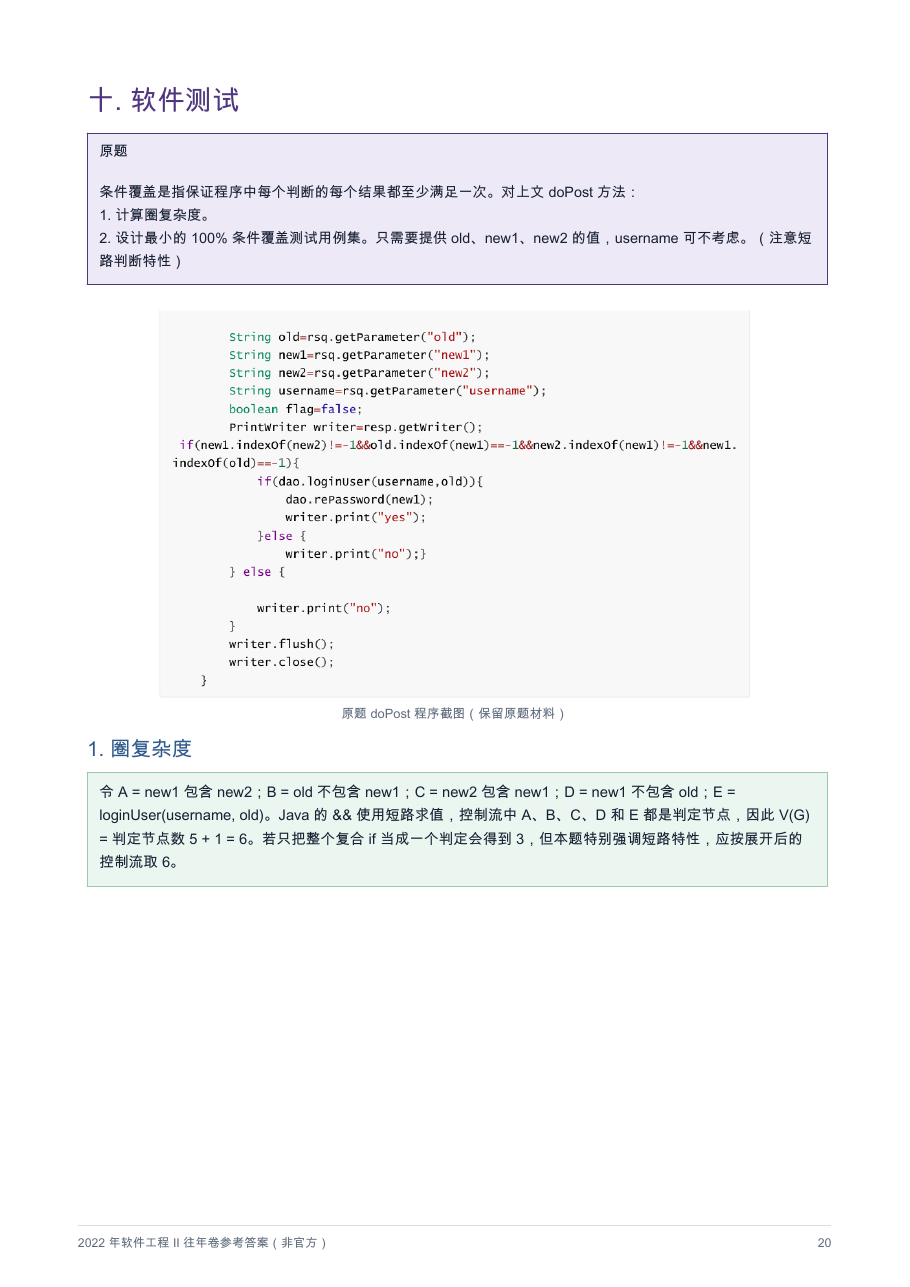 十. 软件测试
原题
条件覆盖是指保证程序中每个判断的每个结果都至少满足一次。对上文 doPost 方法：
1. 计算圈复杂度。
2. 设计最小的 100% 条件覆盖测试用例集。只需要提供 old、new1、new2 的值，username 可不考虑。（注意短
路判断特性）
String old=rsq.getParameter("old");
String new1=rsq.getParameter("new1");
String new2=rsq.getParameter("new2");
String username=rsq.getParameter("username");
boolean flag=false;
PrintWriter writer=resp.getWriter();
if(new1.indexOf(new2)!=-1&&old.indexOf(new1)==-1&&new2.indexOf(new1)!=-1&&new1.
indexOf(old)==-1){
if(dao.loginUser(username,old)){
dao.rePassword(new1);
writer.print("yes");
}else {
writer.print("no");}
} else {
writer.print("no");
}
writer.flush();
writer.close();
}
原题 doPost 程序截图（保留原题材料）
1. 圈复杂度
令 A = new1 包含 new2；B = old 不包含 new1；C = new2 包含 new1；D = new1 不包含 old；E =
loginUser(username, old)。Java 的 && 使用短路求值，控制流中 A、B、C、D 和 E 都是判定节点，因此 V(G)
= 判定节点数 5 + 1 = 6。若只把整个复合 if 当成一个判定会得到 3，但本题特别强调短路特性，应按展开后的
控制流取 6。
2022 年软件工程 II 往年卷参考答案（非官方）
20